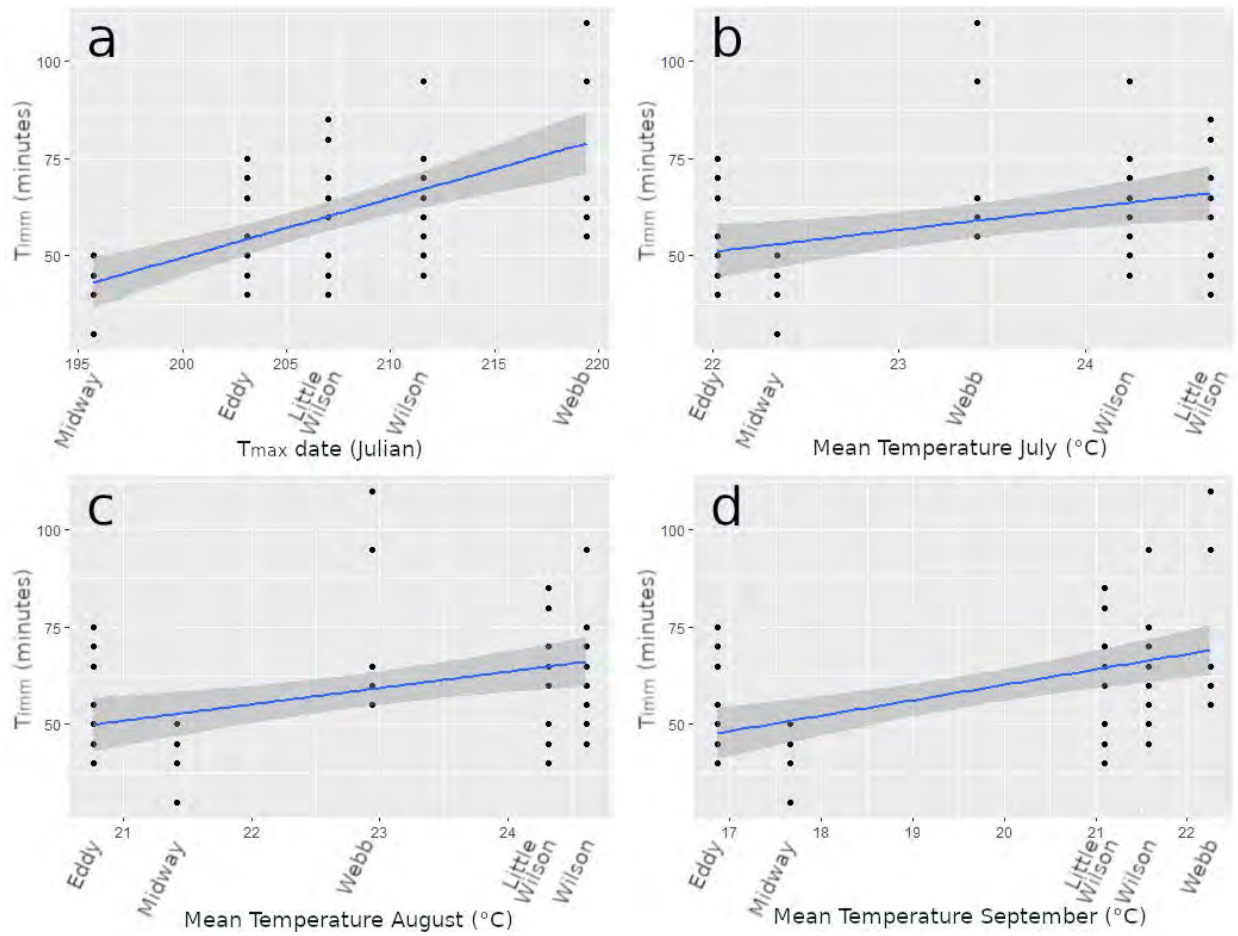 a
100
75
50
Timm (minutes)
195
200
205
210
215
220
Midway
Eddy
Little
Wilson
Wilson
Webb
Tmax date (Julian)
b
100
75
50
Timm (minutes)
22
23
24
Eddy
Midway
Webb
Wilson
Little
Wilson
Mean Temperature July (°C)
c
100
75
50
Timm (minutes)
21
22
23
24
Eddy
Midway
Webb
Little
Wilson
Wilson
Mean Temperature August (°C)
d
100
75
50
Timm (minutes)
17
18
19
20
21
22
Eddy
Midway
Little
Wilson
Wilson
Webb
Mean Temperature September (°C)